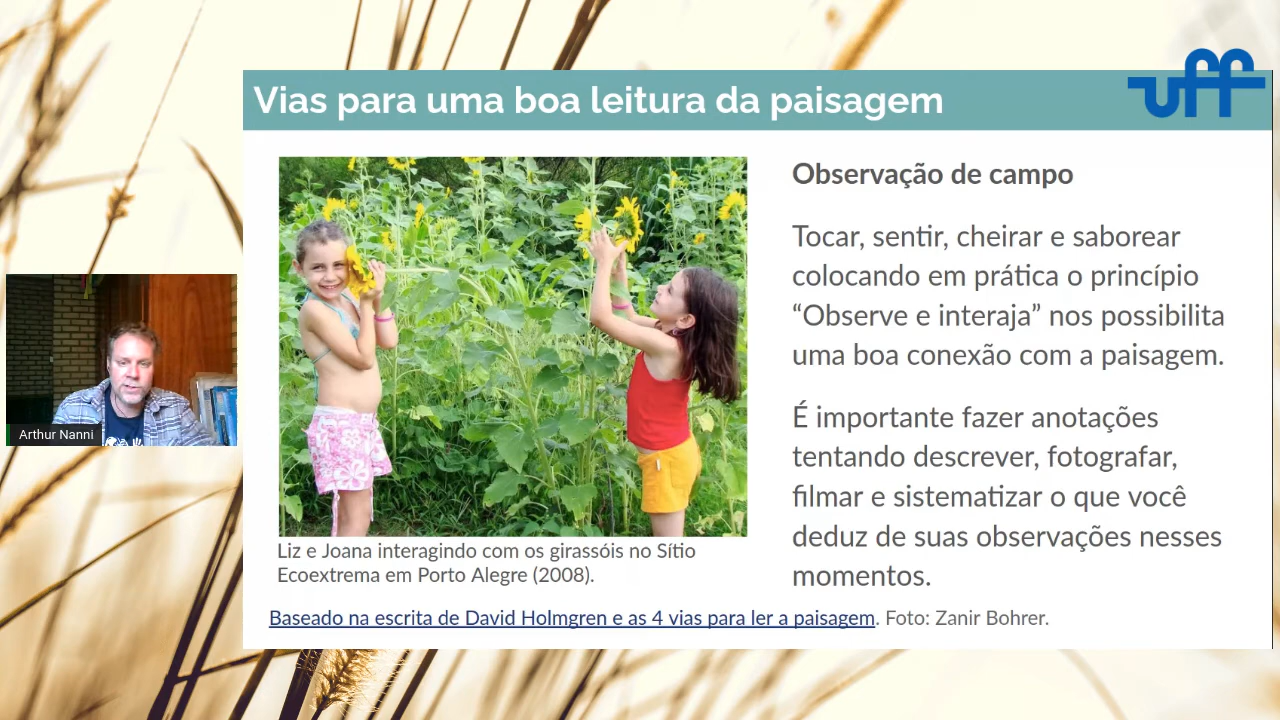 Vias para uma boa leitura da paisagem
uff
Observação de campo
Tocar, sentir, cheirar e saborear
colocando em prática o princípio
“Observe e interaja” nos possibilita
uma boa conexão com a paisagem.
É importante fazer anotações
tentando descrever, fotografar,
filmar e sistematizar o que você
deduz de suas observações nesses
momentos.
Arthur Nanni
Liz e Joana interagindo com os girassóis no Sítio
Ecoextrema em Porto Alegre (2008).
Baseado na escrita de David Holmgren e as 4 vias para ler a paisagem. Foto: Zanir Bohrer.